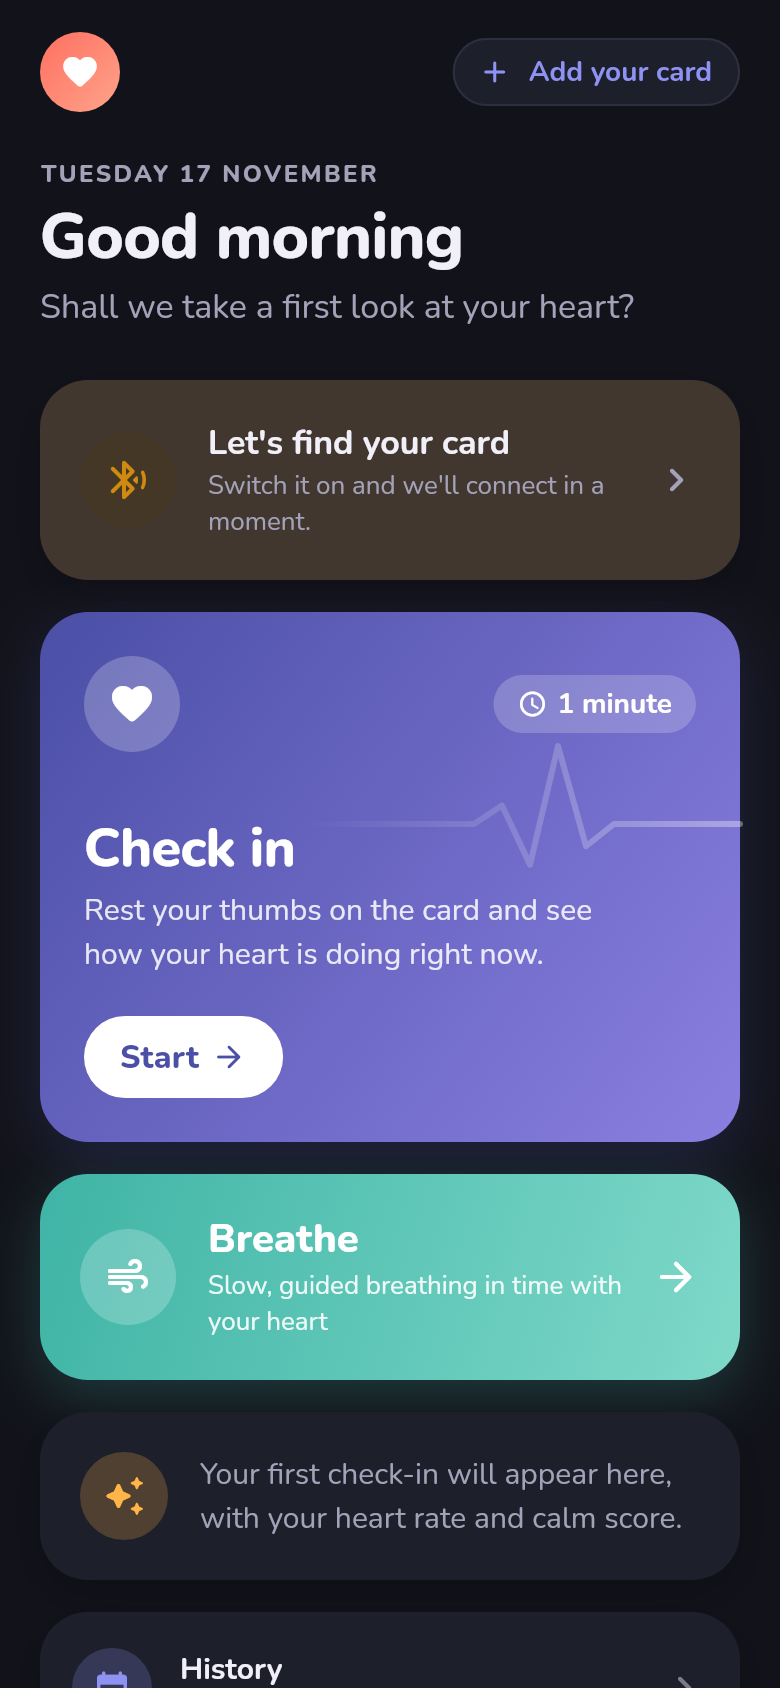 Add your card
TUESDAY 17 NOVEMBER
Good morning
Shall we take a first look at your heart?
Let's find your card
Switch it on and we'll connect in a
moment.
1 minute
Check in
Rest your thumbs on the card and see
how your heart is doing right now.
Start
Breathe
Slow, guided breathing in time with
your heart
Your first check-in will appear here,
with your heart rate and calm score.
History